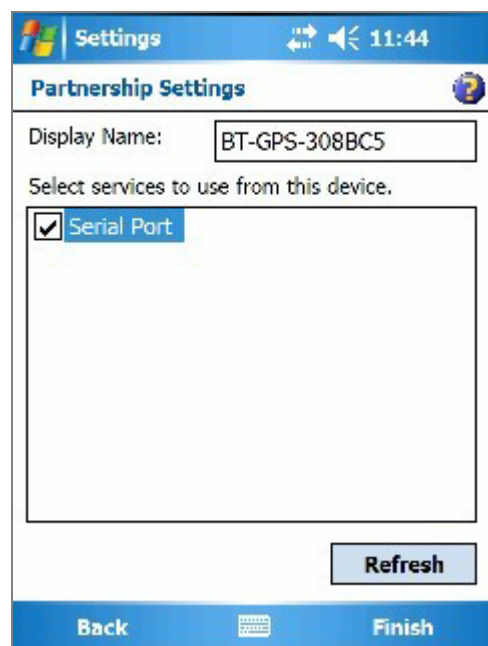 Settings 11:44
Partnership Settings
Display Name: BT-GPS-308BC5
Select services to use from this device.
Serial Port
Refresh
Back Finish